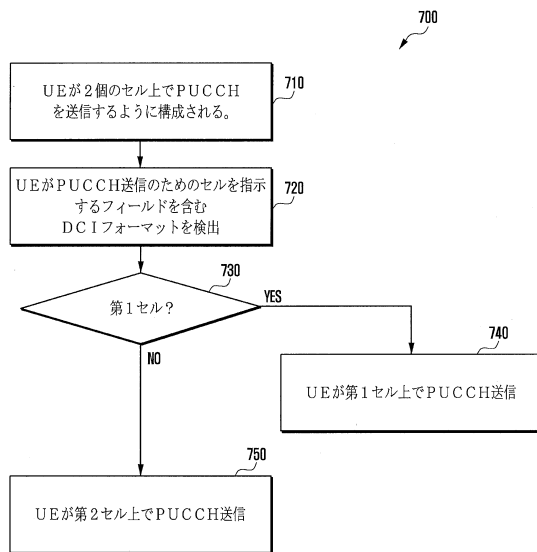 700
UEが2個のセル上でPUCCH
を送信するように構成される。
710
UEがPUCCH送信のためのセルを指示
するフィールドを含む
DCIフォーマットを検出
720
730
第1セル?
YES
NO
740
UEが第1セル上でPUCCH送信
750
UEが第2セル上でPUCCH送信